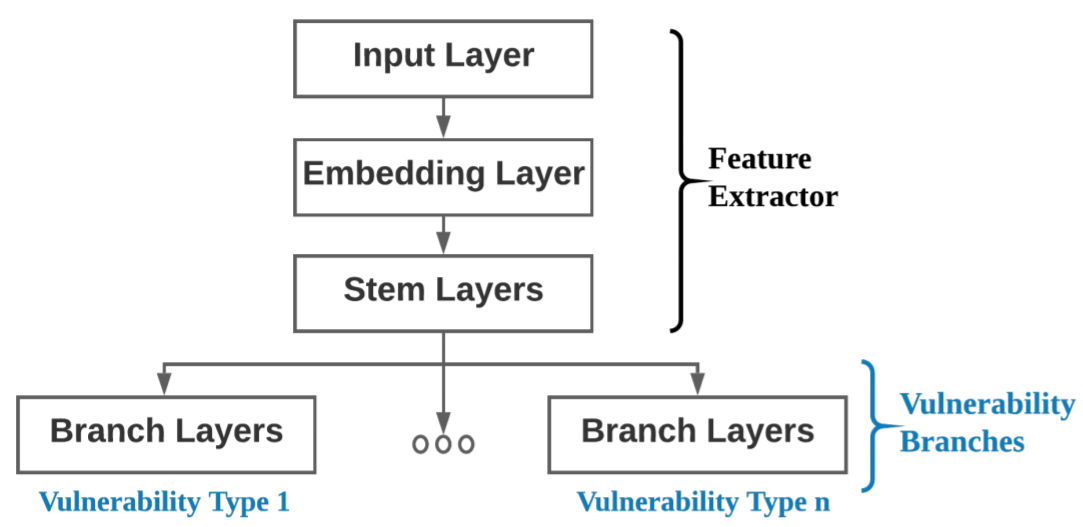 Input Layer
Embedding Layer
Feature
Extractor
Stem Layers
Branch Layers
Branch Layers
Vulnerability
Branches
Vulnerability Type 1
Vulnerability Type n